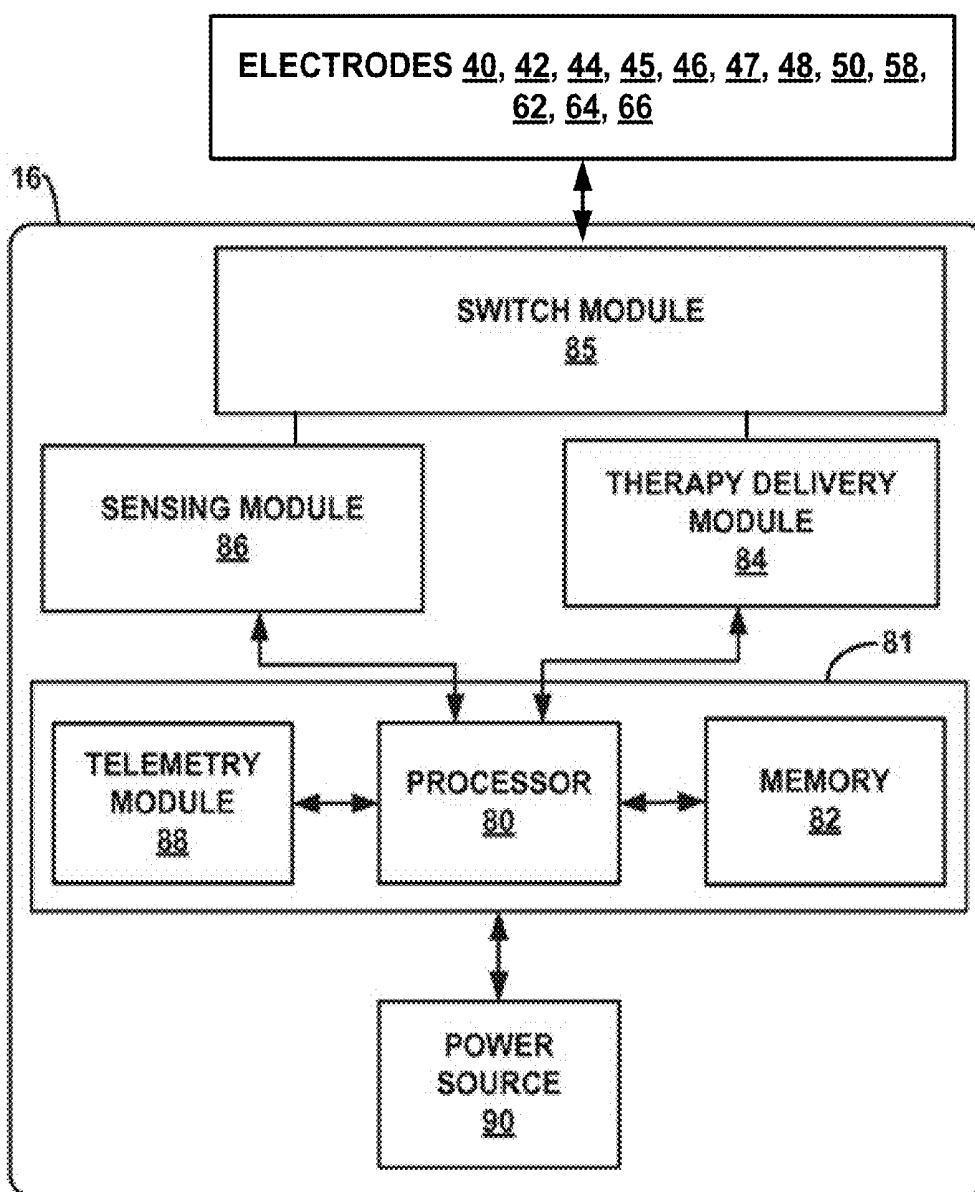 ELECTRODES 40, 42, 44, 45, 46, 47, 48, 50, 58,
62, 64, 66
16
SWITCH MODULE
85
SENSING MODULE
86
THERAPY DELIVERY
MODULE
84
81
TELEMETRY
MODULE
88
PROCESSOR
80
MEMORY
82
POWER
SOURCE
90